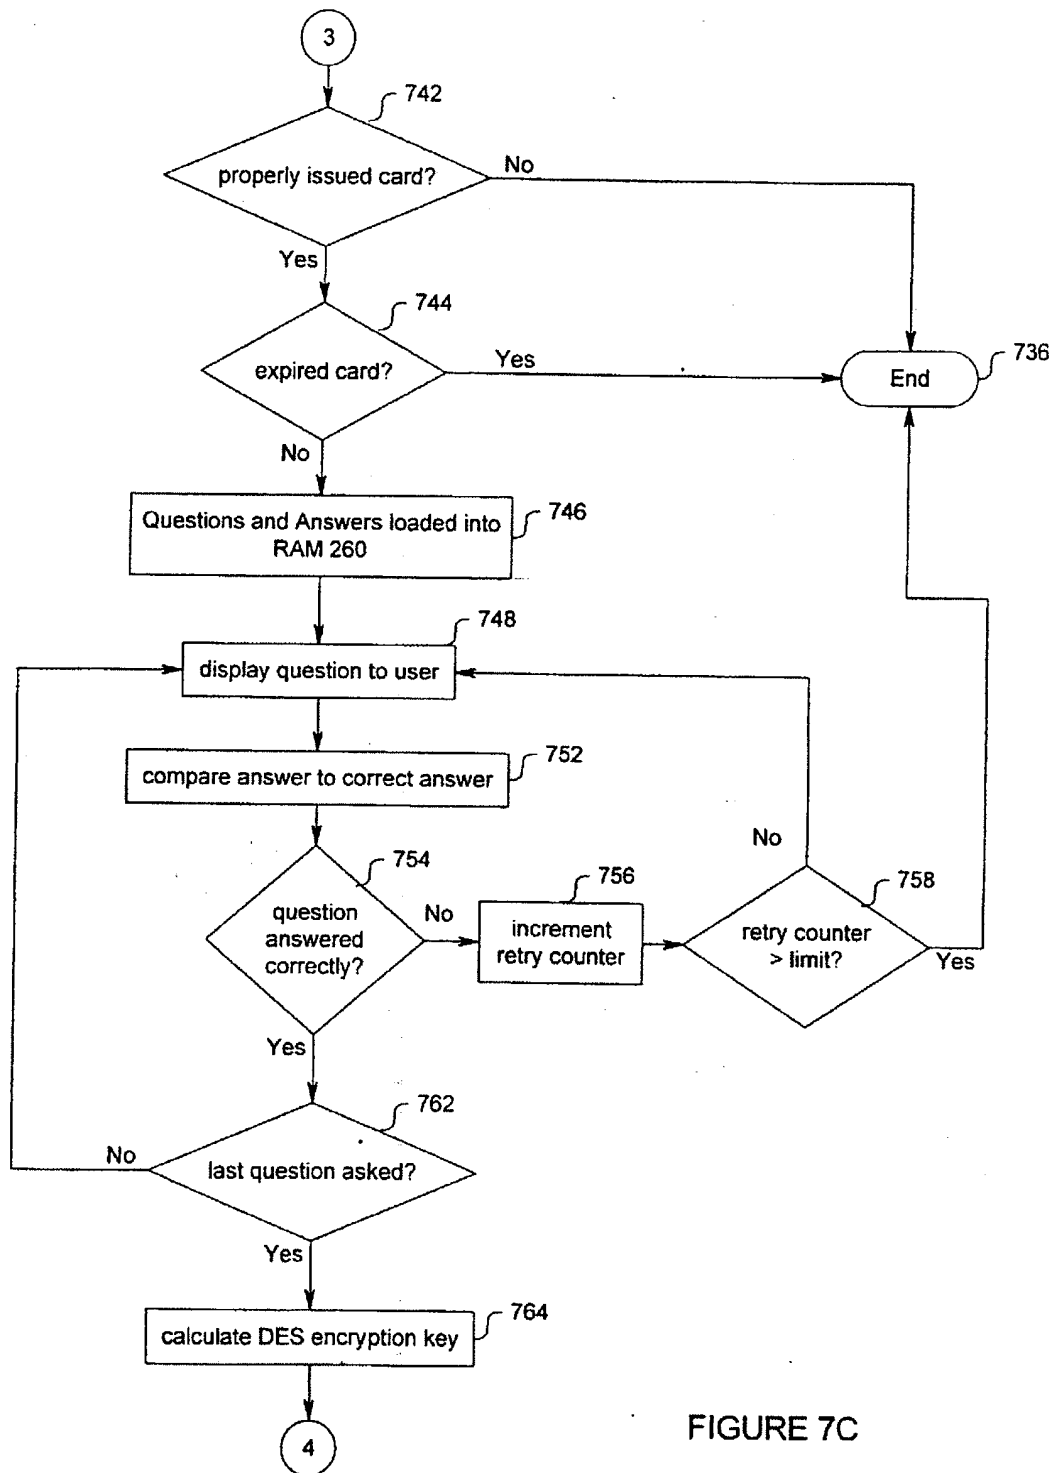 3
742
properly issued card?
No
Yes
744
expired card?
Yes
736
End
No
Questions and Answers loaded into
RAM 260
746
748
display question to user
752
compare answer to correct answer
No
754
question
answered
correctly?
No
756
increment
retry counter
758
retry counter
> limit?
Yes
Yes
762
No
last question asked?
Yes
764
calculate DES encryption key
4
FIGURE 7C